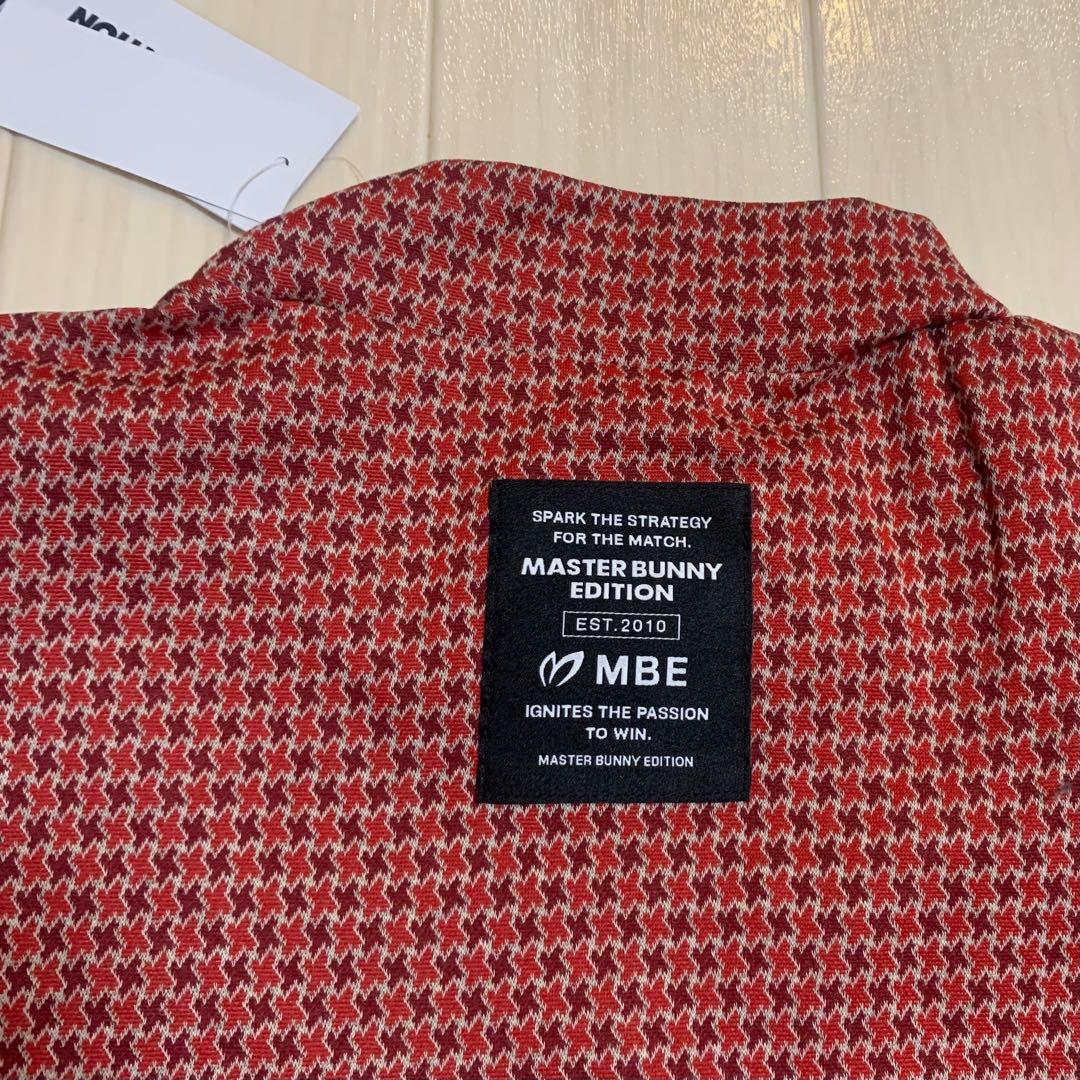 SPARK THE STRATEGY
FOR THE MATCH.
MASTER BUNNY
EDITION
EST.2010
MBE
IGNITES THE PASSION
TO WIN.
MASTER BUNNY EDITION